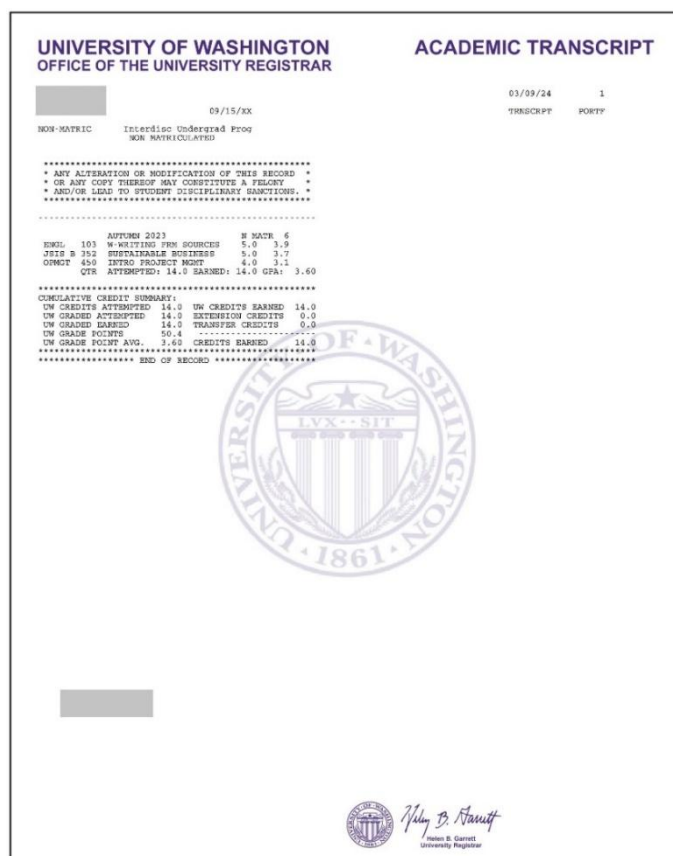 UNIVERSITY OF WASHINGTON
OFFICE OF THE UNIVERSITY REGISTRAR
ACADEMIC TRANSCRIPT
03/09/24 1
09/15/XX TRNSCRPT PORTF
NON-MATRIC Interdisc Undergrad Prog
NON MATRICULATED
****************************************************
* ANY ALTERATION OR MODIFICATION OF THIS RECORD *
* OR ANY COPY THEREOF MAY CONSTITUTE A FELONY *
* AND/OR LEAD TO STUDENT DISCIPLINARY SANCTIONS. *
****************************************************
----------------------------------------------------
AUTUMN 2023 N MATR 6
ENGL 103 W-WRITING FRM SOURCES 5.0 3.9
JSIS B 352 SUSTAINABLE BUSINESS 5.0 3.7
OPMGT 450 INTRO PROJECT MGMT 4.0 3.1
QTR ATTEMPTED: 14.0 EARNED: 14.0 GPA: 3.60
****************************************************
CUMULATIVE CREDIT SUMMARY:
UW CREDITS ATTEMPTED 14.0 UW CREDITS EARNED 14.0
UW GRADED ATTEMPTED 14.0 EXTENSION CREDITS 0.0
UW GRADED EARNED 14.0 TRANSFER CREDITS 0.0
UW GRADE POINTS 50.4 ----------------------
UW GRADE POINT AVG. 3.60 CREDITS EARNED 14.0
****************************************************
****************** END OF RECORD *******************
UNIVERSITY OF WASHINGTON
LVX SIT
1861
Helen B. Garrett
Helen B. Garrett
University Registrar